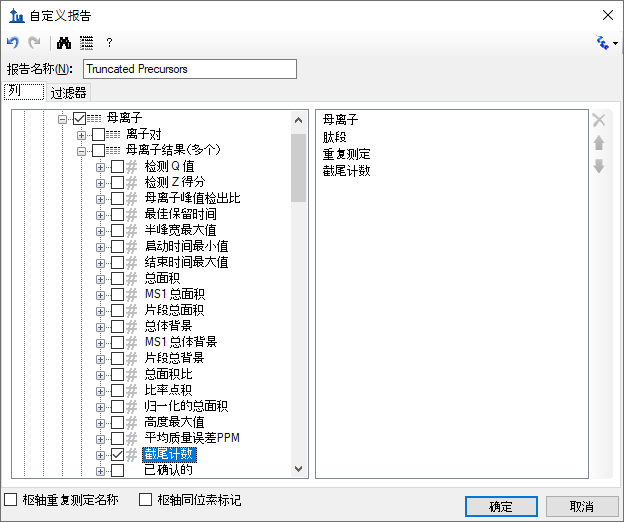 自定义报告
?
报告名称(N):
Truncated Precursors
列
过滤器
母离子
离子对
母离子结果(多个)
# 检测 Q 值
# 检测 Z 得分
# 母离子峰值检出比
# 最佳保留时间
# 半峰宽最大值
# 启动时间最小值
# 结束时间最大值
# 总面积
# MS1 总面积
# 片段总面积
# 总体背景
# MS1 总体背景
# 片段总背景
# 总面积比
# 比率点积
# 归一化的总面积
# 高度最大值
# 平均质量误差PPM
# 截尾计数
已确认的
母离子
肽段
重复测定
截尾计数
枢轴重复测定名称
枢轴同位素标记
确定
取消